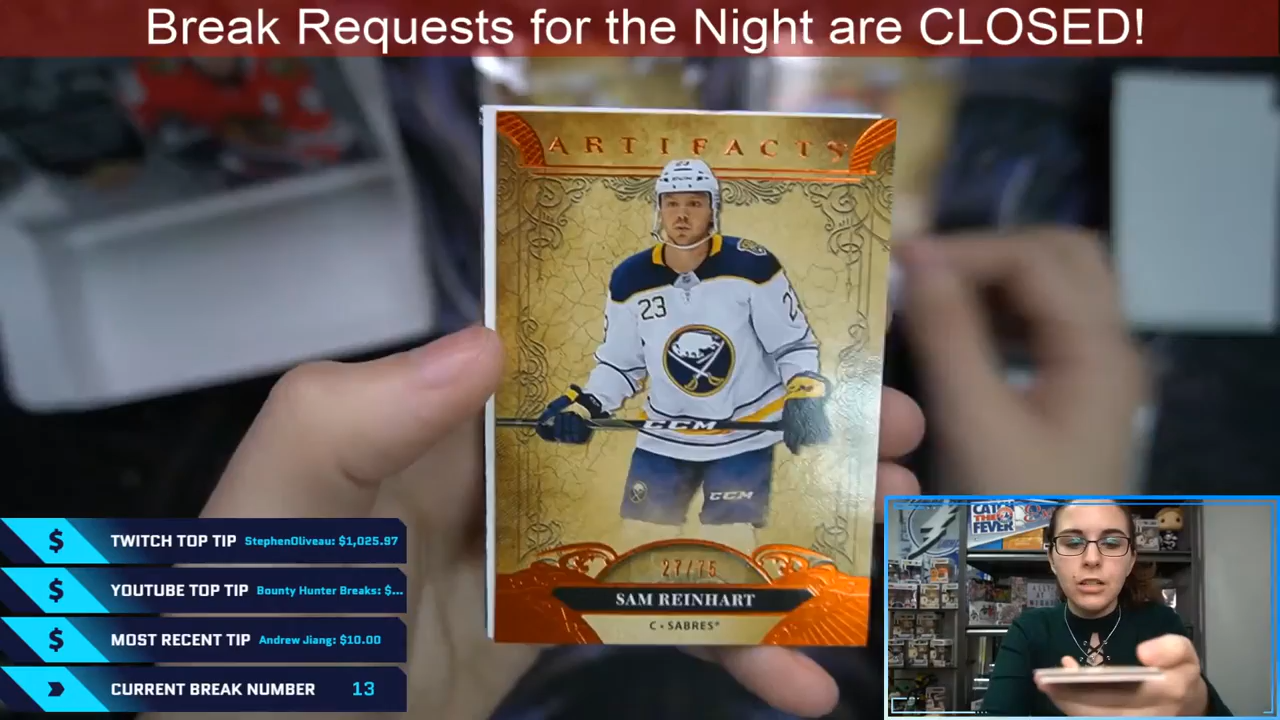 Break Requests for the Night are CLOSED!
ARTIFACTS
23
23
CCM
CCM
27/75
SAM REINHART
C • SABRES
CATCH
THE
FEVER
$ TWITCH TOP TIP StephenOliveau: $1,025.97
$ YOUTUBE TOP TIP Bounty Hunter Breaks: $...
$ MOST RECENT TIP Andrew Jiang: $10.00
CURRENT BREAK NUMBER 13